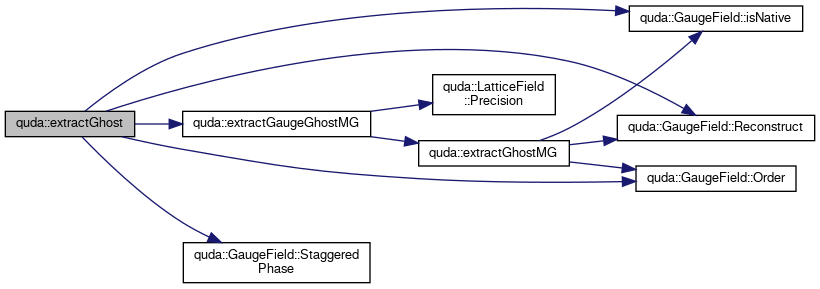 quda::GaugeField::isNative
quda::LatticeField
::Precision
quda::extractGhost
quda::extractGaugeGhostMG
quda::GaugeField::Reconstruct
quda::extractGhostMG
quda::GaugeField::Order
quda::GaugeField::Staggered
Phase